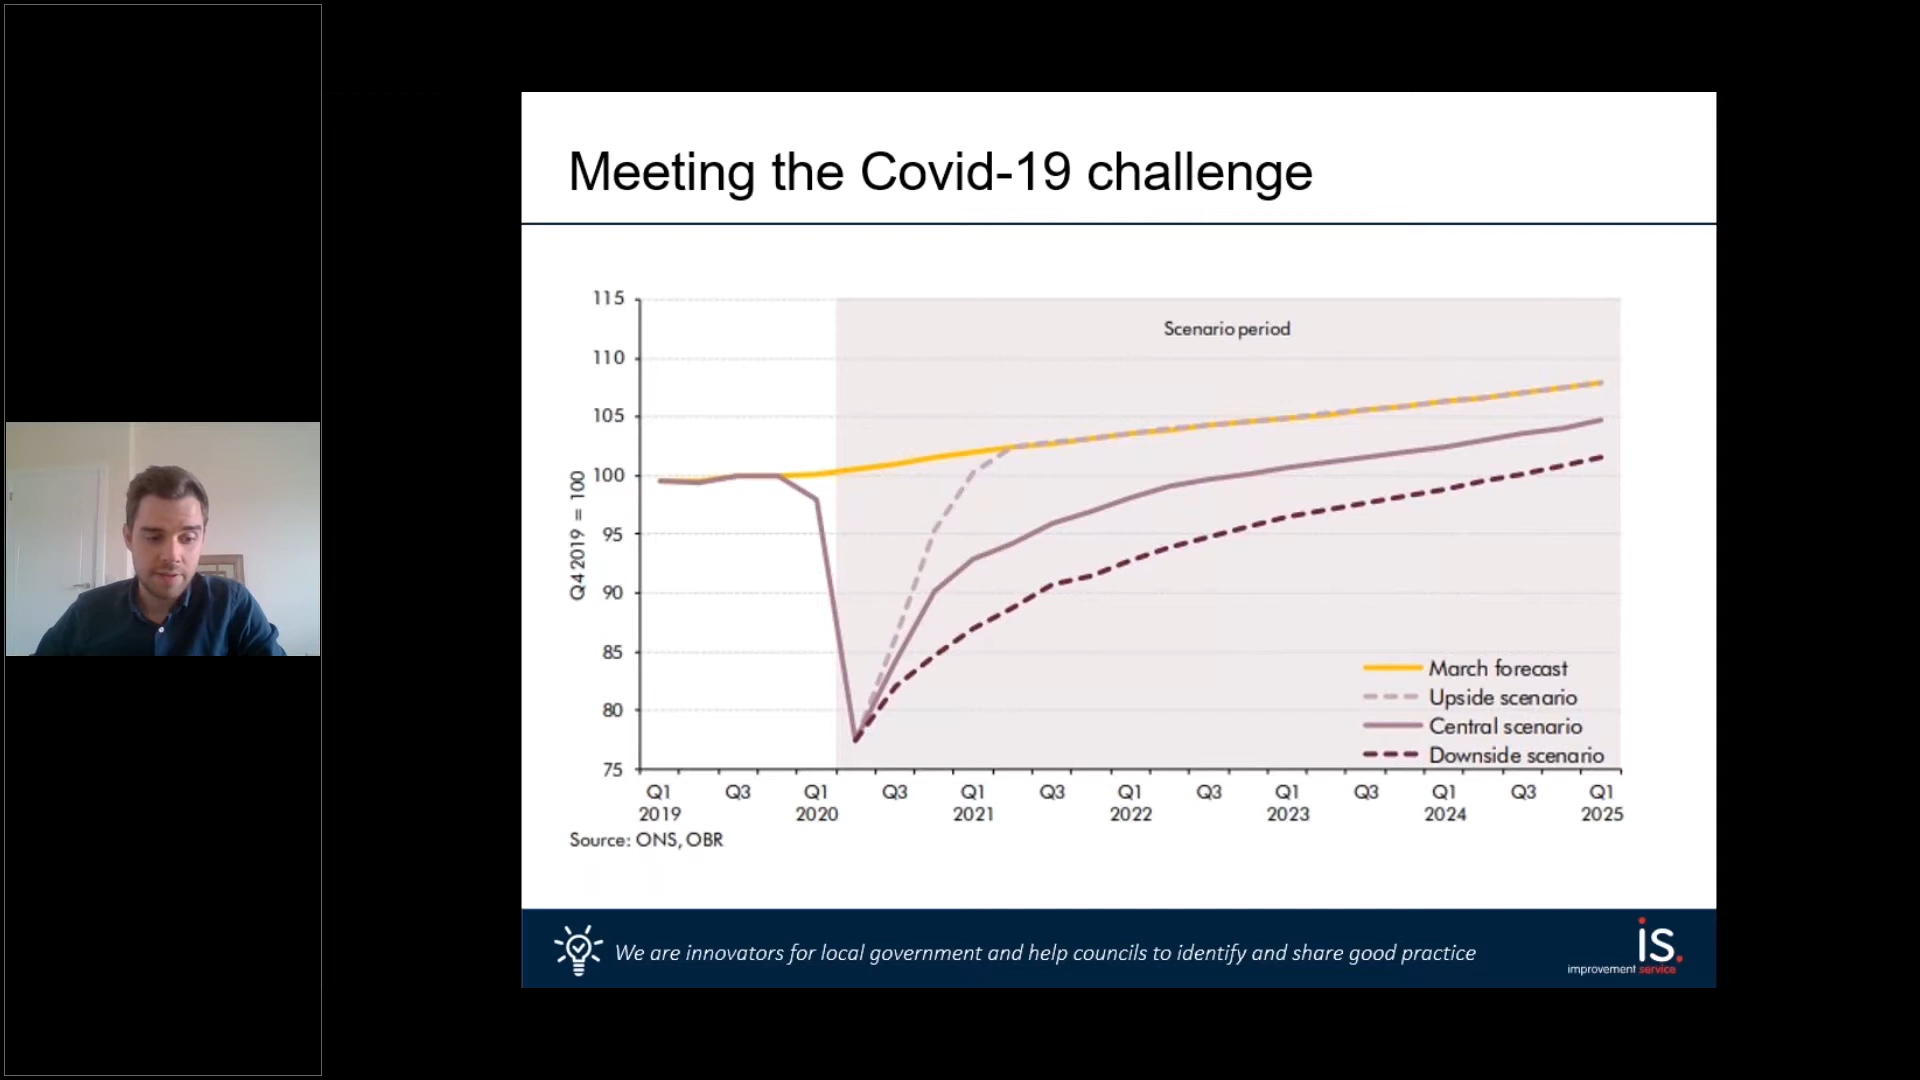 Meeting the Covid-19 challenge
115
110
105
100
95
90
85
80
75
Q4 2019 = 100
Scenario period
March forecast
Upside scenario
Central scenario
Downside scenario
Q1 Q3 Q1 Q3 Q1 Q3 Q1 Q3 Q1 Q3 Q1 Q3 Q1
2019 2020 2021 2022 2023 2024 2025
Source: ONS, OBR
We are innovators for local government and help councils to identify and share good practice
is.
improvement service